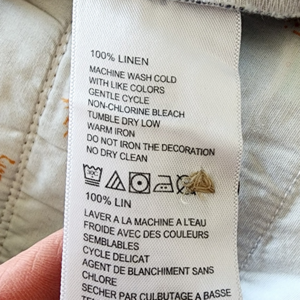 100% LINEN
MACHINE WASH COLD
WITH LIKE COLORS
GENTLE CYCLE
NON-CHLORINE BLEACH
TUMBLE DRY LOW
WARM IRON
DO NOT IRON THE DECORATION
NO DRY CLEAN
100% LIN
LAVER A LA MACHINE A L'EAU
FROIDE AVEC DES COULEURS
SEMBLABLES
CYCLE DELICAT
AGENT DE BLANCHIMENT SANS
CHLORE
SECHER PAR CULBUTAGE A BASSE